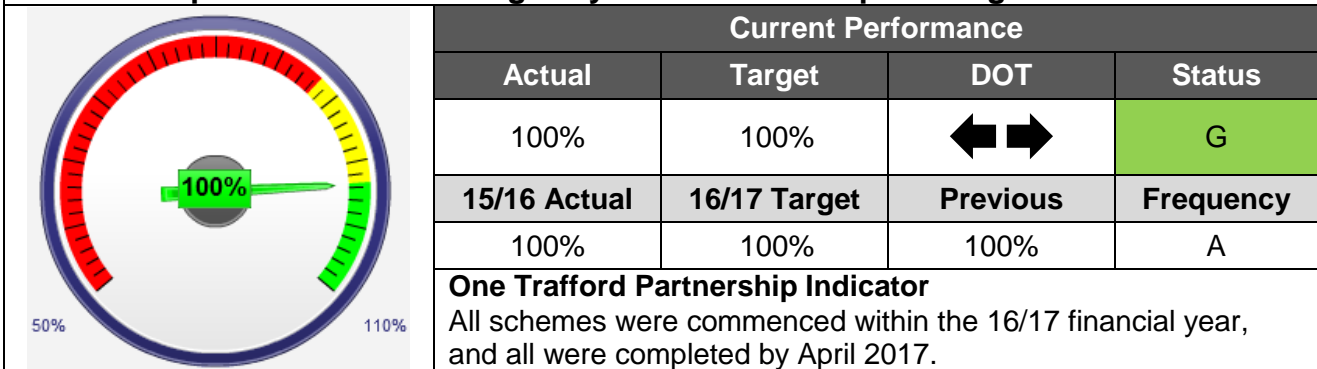 Current Performance
Actual Target DOT Status
100% 100% G
15/16 Actual 16/17 Target Previous Frequency
100% 100% 100% A
One Trafford Partnership Indicator
All schemes were commenced within the 16/17 financial year,
and all were completed by April 2017.
100%
50% 110%